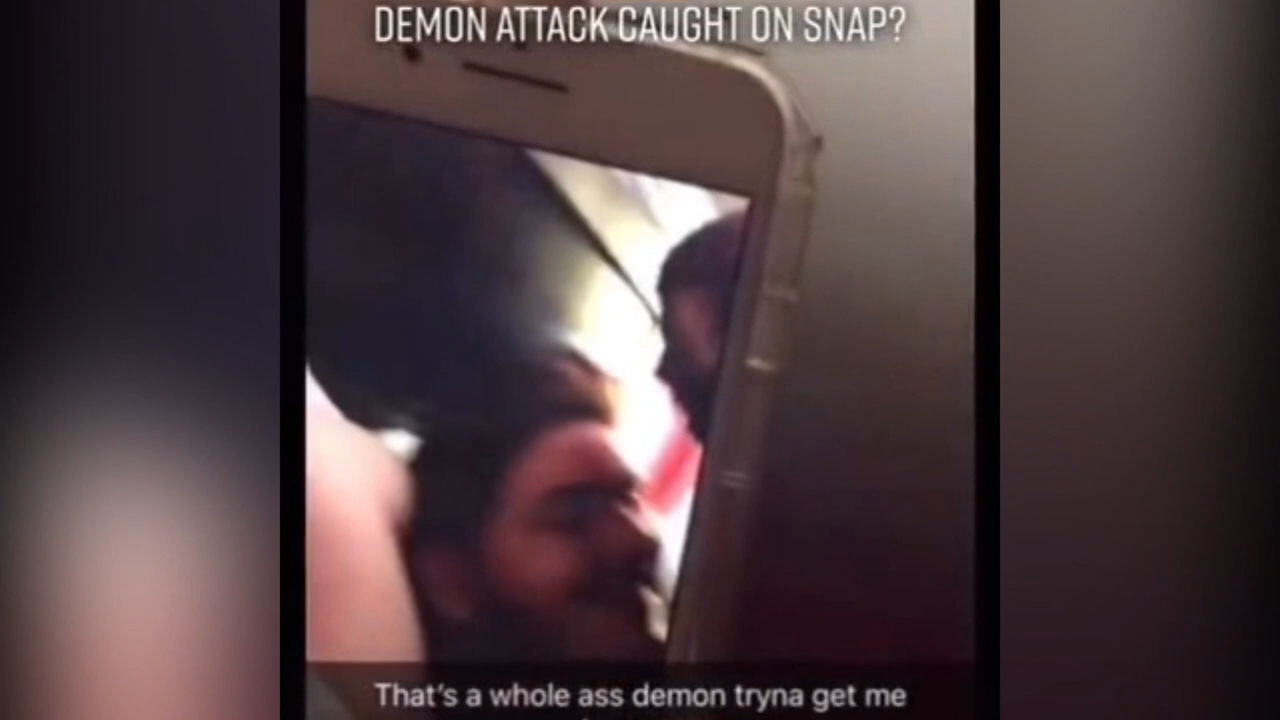 DEMON ATTACK CAUGHT ON SNAP?
That's a whole ass demon tryna get me